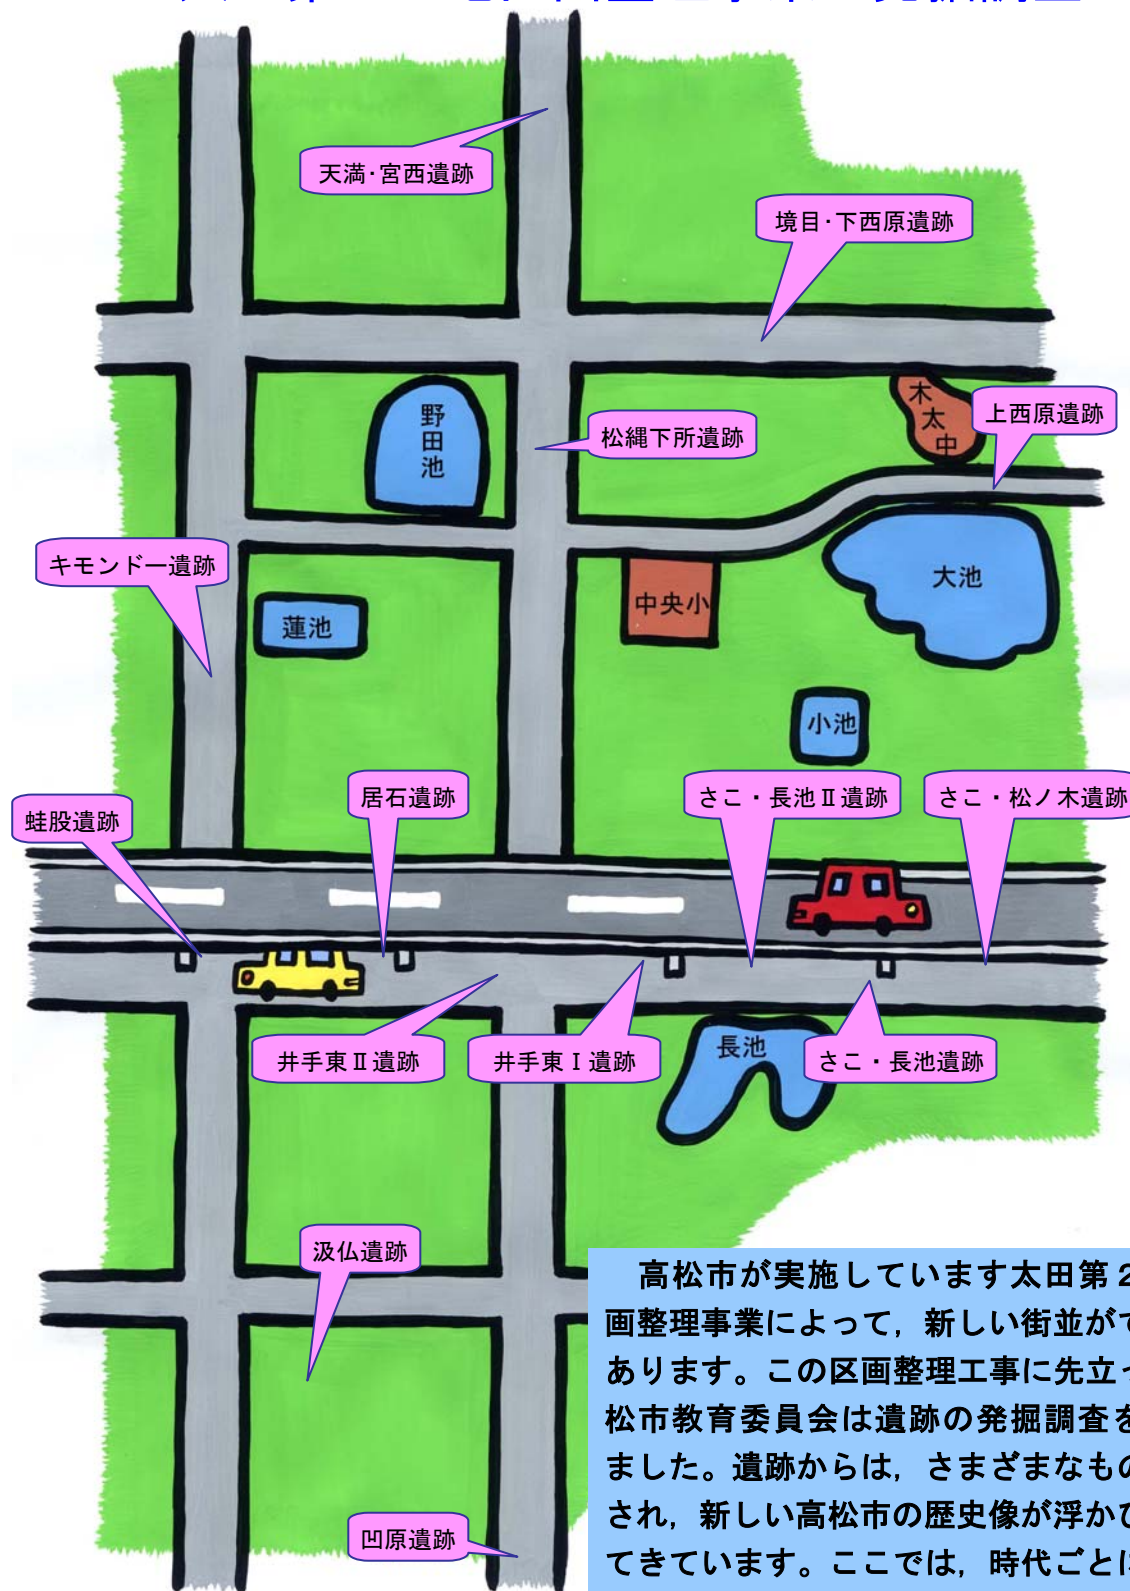 天満・宮西遺跡
境目・下西原遺跡
野田池
松縄下所遺跡
木太中
上西原遺跡
キモンドー遺跡
大池
蓮池
中央小
小池
蛙股遺跡
居石遺跡
さこ・長池Ⅱ遺跡
さこ・松ノ木遺跡
井手東Ⅱ遺跡
井手東Ⅰ遺跡
長池
さこ・長池遺跡
汲仏遺跡
凹原遺跡
高松市が実施しています太田第２
画整理事業によって，新しい街並がで
あります。この区画整理工事に先立っ
松市教育委員会は遺跡の発掘調査を
ました。遺跡からは，さまざまなもの
され，新しい高松市の歴史像が浮かび
てきています。ここでは，時代ごとに